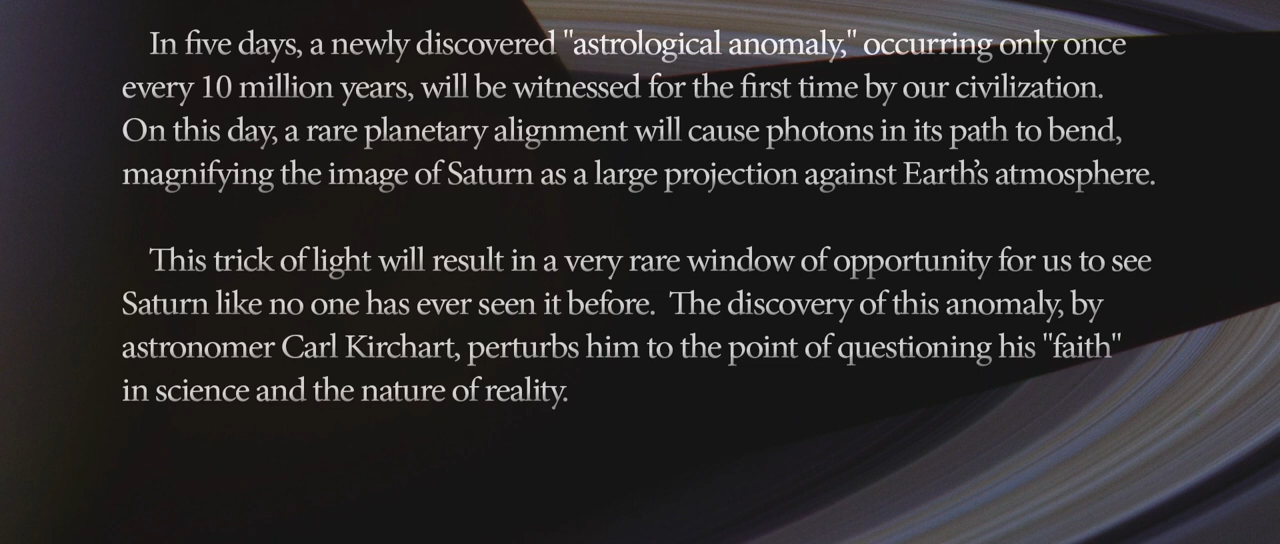 In five days, a newly discovered "astrological anomaly," occurring only once
every 10 million years, will be witnessed for the first time by our civilization.
On this day, a rare planetary alignment will cause photons in its path to bend,
magnifying the image of Saturn as a large projection against Earth’s atmosphere.
This trick of light will result in a very rare window of opportunity for us to see
Saturn like no one has ever seen it before.  The discovery of this anomaly, by
astronomer Carl Kirchart, perturbs him to the point of questioning his "faith"
in science and the nature of reality.